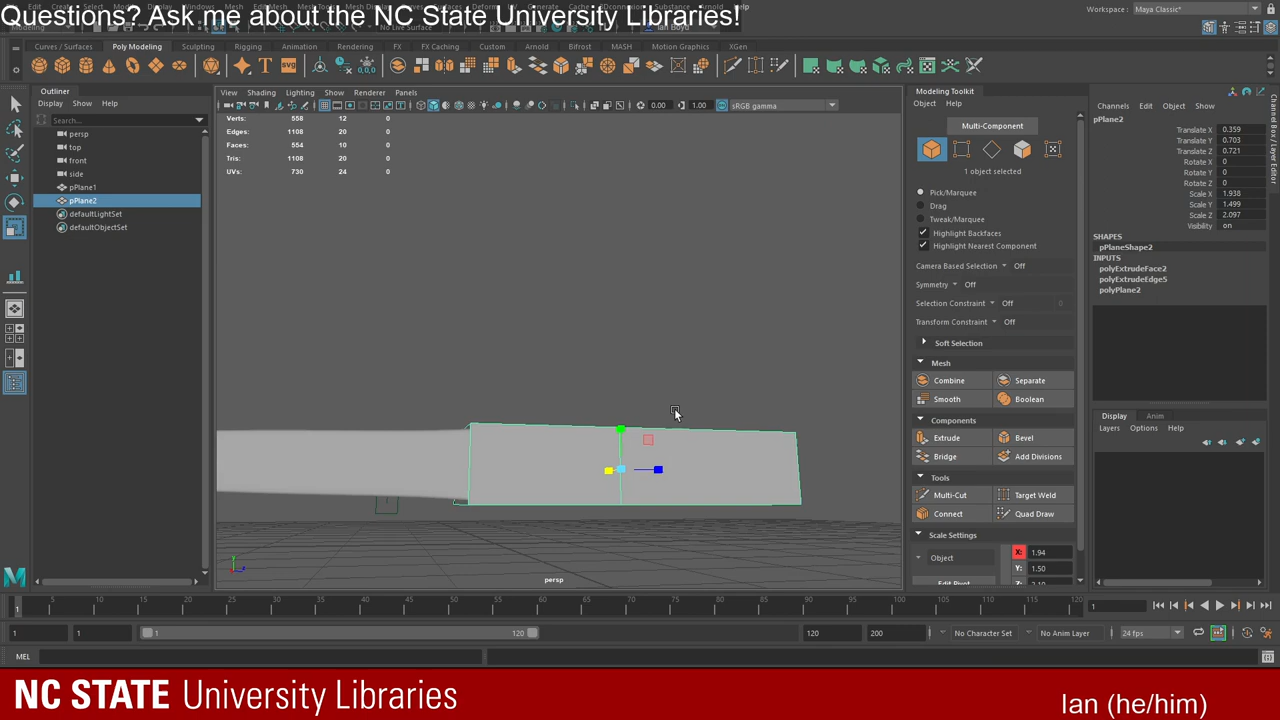 Questions? Ask me about the NC State University Libraries!
Workspace : Maya Classic*
Curves / Surfaces Poly Modeling Sculpting Rigging Animation Rendering FX FX Caching Custom Arnold Bifrost MASH Motion Graphics XGen
Outliner
Display Show Help
Search...
persp
top
front
side
pPlane1
pPlane2
defaultLightSet
defaultObjectSet
View Shading Lighting Show Renderer Panels
0.00 1.00 sRGB gamma
Verts: 558 12 0
Edges: 1108 20 0
Faces: 554 10 0
Tris: 1108 20 0
UVs: 730 24 0
persp
Modeling Toolkit
Object Help
Multi-Component
1 object selected
Pick/Marquee
Drag
Tweak/Marquee
Highlight Backfaces
Highlight Nearest Component
Camera Based Selection Off
Symmetry Off
Selection Constraint Off 0
Transform Constraint Off
Soft Selection
Mesh
Combine Separate
Smooth Boolean
Components
Extrude Bevel
Bridge Add Divisions
Tools
Multi-Cut Target Weld
Connect Quad Draw
Scale Settings
Object X: 1.94
Y: 1.50
Edit Pivot Z: 2.10
Channels Edit Object Show
pPlane2
Translate X 0.359
Translate Y 0.703
Translate Z 0.721
Rotate X 0
Rotate Y 0
Rotate Z 0
Scale X 1.938
Scale Y 1.499
Scale Z 2.097
Visibility on
SHAPES
pPlaneShape2
INPUTS
polyExtrudeFace2
polyExtrudeEdge5
polyPlane2
Display Anim
Layers Options Help
Channel Box / Layer Editor
5 10 15 20 25 30 35 40 45 50 55 60 65 70 75 80 85 90 95 100 105 110 115 120
1 1
1 1 1 120 120 200 No Character Set No Anim Layer 24 fps
MEL
NC STATE University Libraries
Ian (he/him)